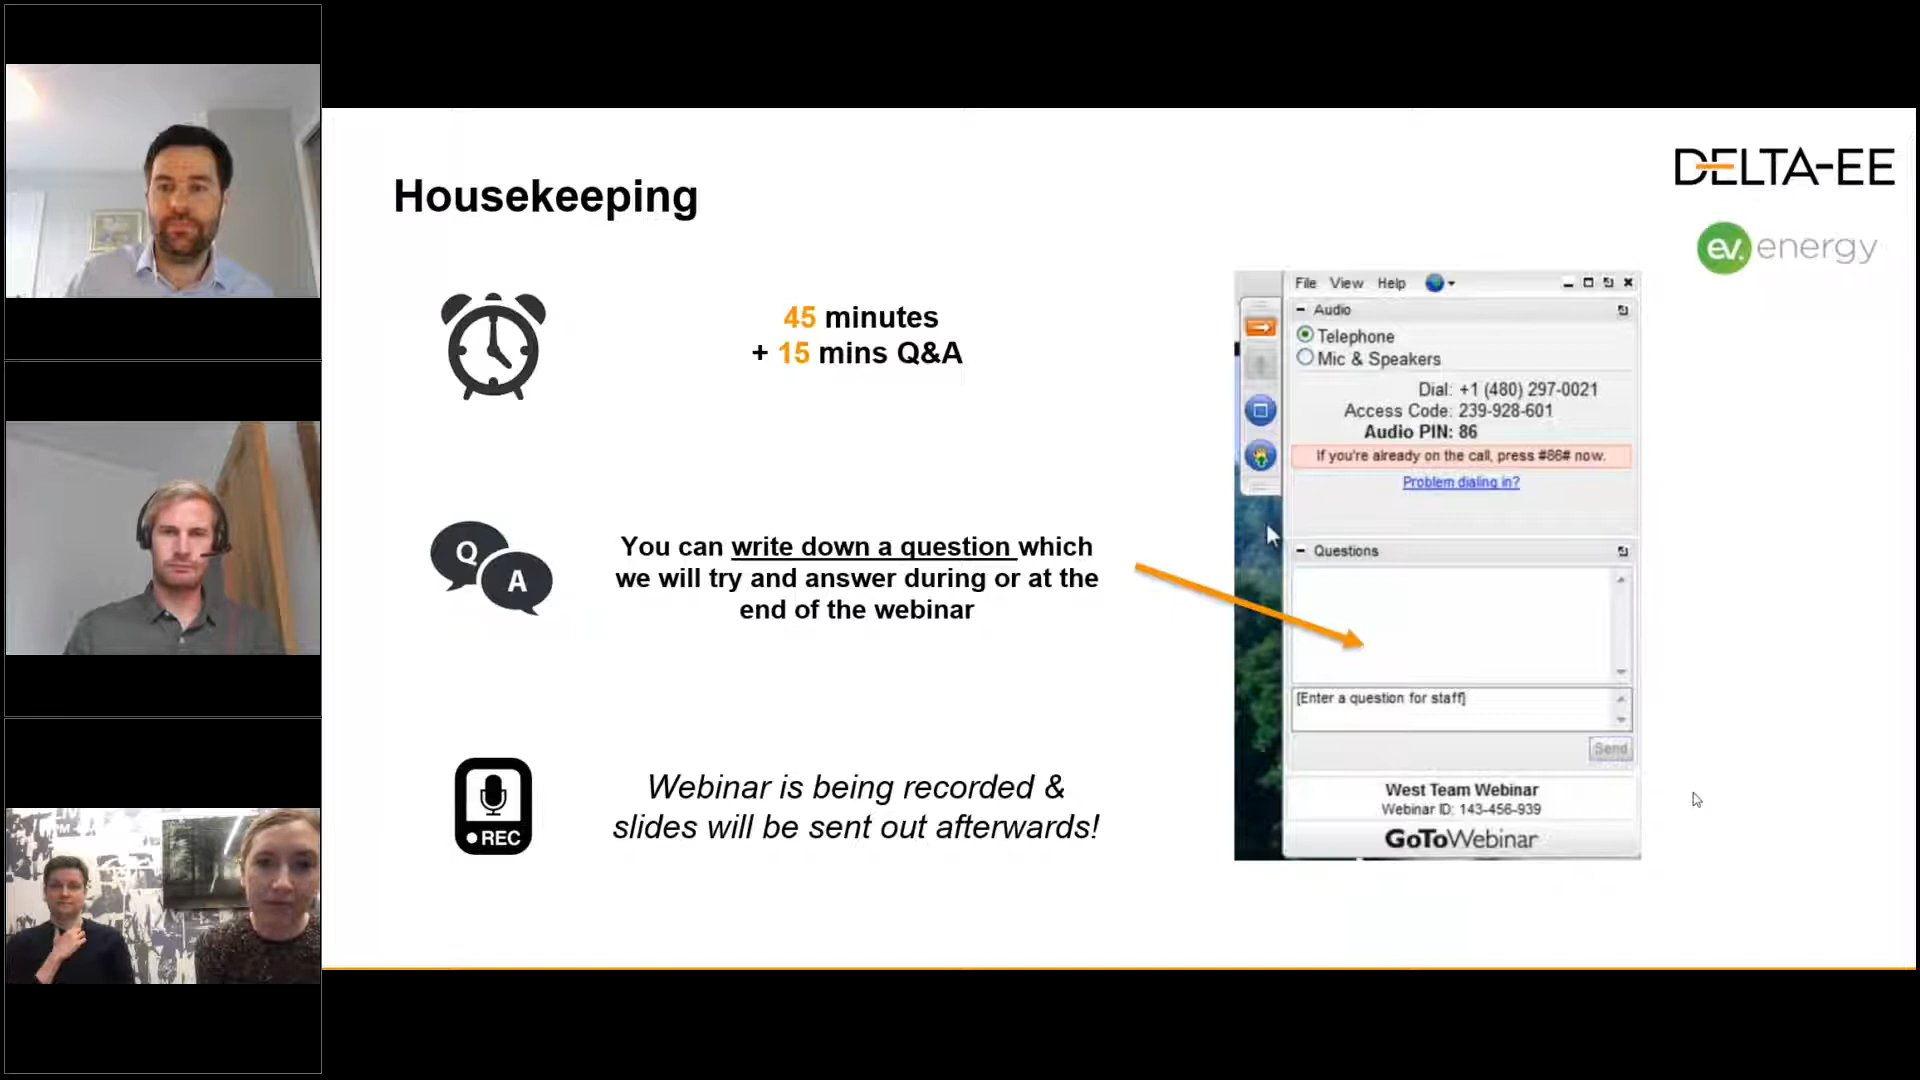 Housekeeping
DELTA-EE
ev.energy
45 minutes
+ 15 mins Q&A
Q
A
You can write down a question which
we will try and answer during or at the
end of the webinar
REC
Webinar is being recorded &
slides will be sent out afterwards!
File View Help
Audio
Telephone
Mic & Speakers
Dial: +1 (480) 297-0021
Access Code: 239-928-601
Audio PIN: 86
If you're already on the call, press #86# now.
Problem dialing in?
Questions
[Enter a question for staff]
Send
West Team Webinar
Webinar ID: 143-456-939
GoToWebinar